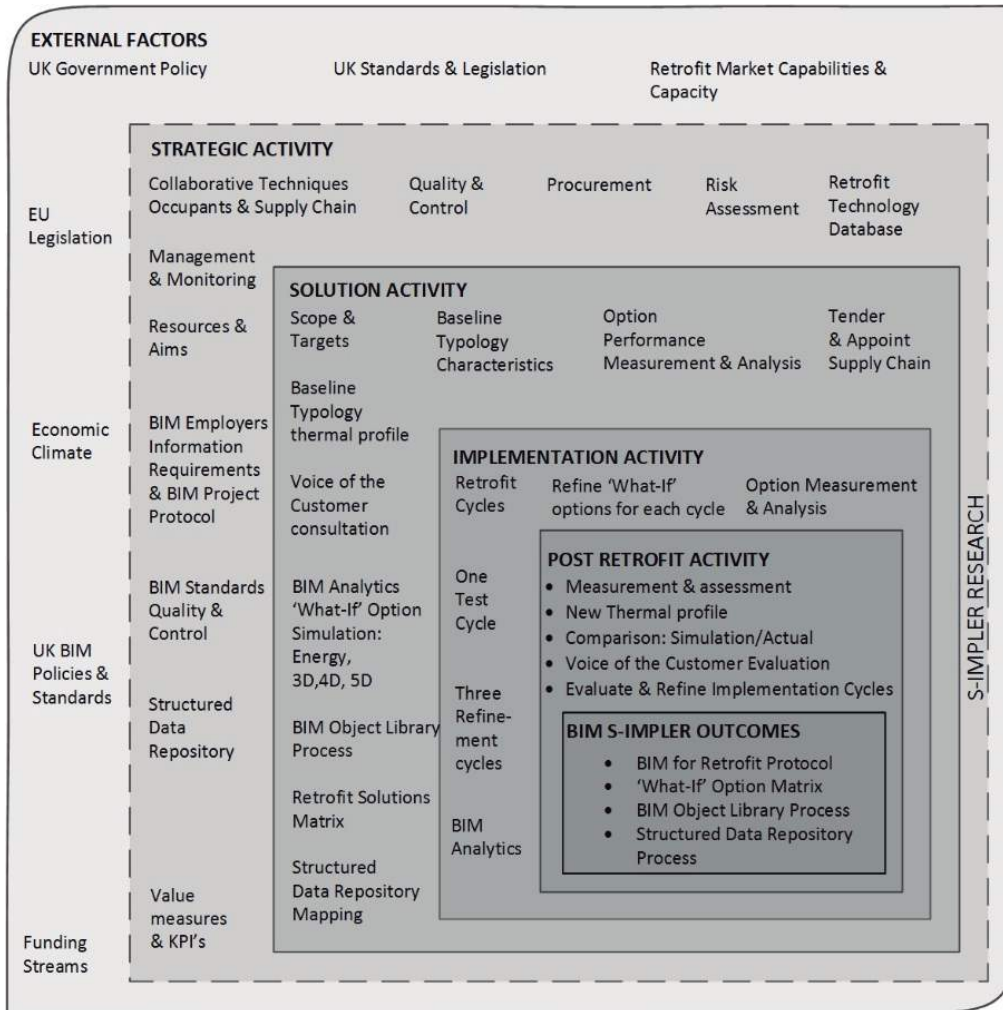 EXTERNAL FACTORS
UK Government Policy
UK Standards & Legislation
Retrofit Market Capabilities &
Capacity
EU
Legislation
Economic
Climate
UK BIM
Policies &
Standards
Funding
Streams
STRATEGIC ACTIVITY
Collaborative Techniques
Occupants & Supply Chain
Quality &
Control
Procurement
Risk
Assessment
Retrofit
Technology
Database
Management
& Monitoring
Resources &
Aims
BIM Employers
Information
Requirements
& BIM Project
Protocol
BIM Standards
Quality &
Control
Structured
Data
Repository
Value
measures
& KPI's
SOLUTION ACTIVITY
Scope &
Targets
Baseline
Typology
Characteristics
Option
Performance
Measurement & Analysis
Tender
& Appoint
Supply Chain
Baseline
Typology
thermal profile
Voice of the
Customer
consultation
BIM Analytics
‘What-If’ Option
Simulation:
Energy,
3D,4D, 5D
BIM Object Library
Process
Retrofit Solutions
Matrix
Structured
Data Repository
Mapping
IMPLEMENTATION ACTIVITY
Retrofit
Cycles
Refine ‘What-If’
options for each cycle
Option Measurement
& Analysis
One
Test
Cycle
Three
Refine-
ment
cycles
BIM
Analytics
POST RETROFIT ACTIVITY
• Measurement & assessment
• New Thermal profile
• Comparison: Simulation/Actual
• Voice of the Customer Evaluation
• Evaluate & Refine Implementation Cycles
BIM S-IMPLER OUTCOMES
• BIM for Retrofit Protocol
• ‘What-If’ Option Matrix
• BIM Object Library Process
• Structured Data Repository
Process
S-IMPLER RESEARCH